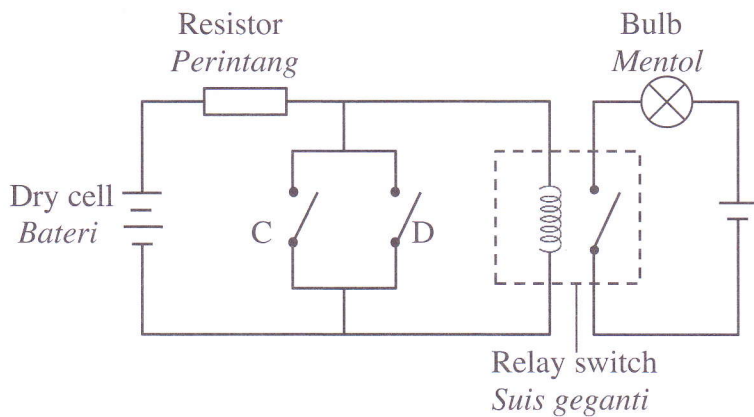 Resistor
Perintang
Bulb
Mentol
Dry cell
Bateri
C
D
Relay switch
Suis geganti